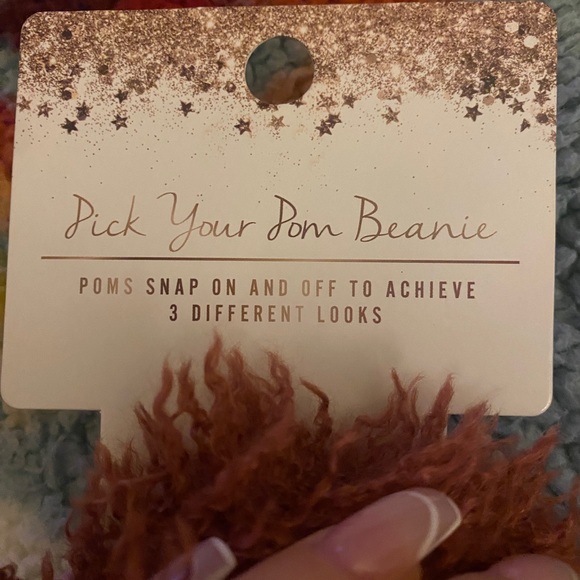 Pick Your Pom Beanie
POMS SNAP ON AND OFF TO ACHIEVE
3 DIFFERENT LOOKS